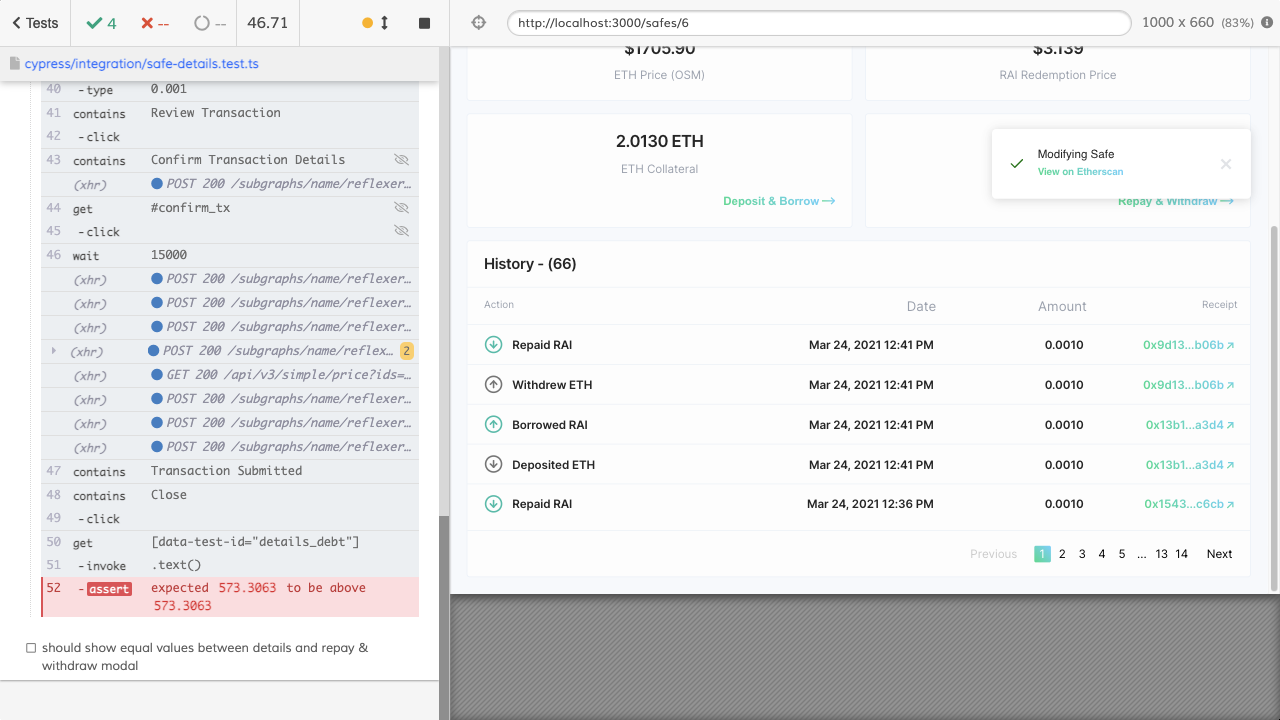 Tests
4
--
--
46.71
http://localhost:3000/safes/6
1000 x 660 (83%)
cypress/integration/safe-details.test.ts
40 -type 0.001
41 contains Review Transaction
42 -click
43 contains Confirm Transaction Details
(xhr) POST 200 /subgraphs/name/reflexer…
44 get #confirm_tx
45 -click
46 wait 15000
(xhr) POST 200 /subgraphs/name/reflexer…
(xhr) POST 200 /subgraphs/name/reflexer…
(xhr) POST 200 /subgraphs/name/reflexer…
(xhr) POST 200 /subgraphs/name/reflex… 2
(xhr) GET 200 /api/v3/simple/price?ids=…
(xhr) POST 200 /subgraphs/name/reflexer…
(xhr) POST 200 /subgraphs/name/reflexer…
(xhr) POST 200 /subgraphs/name/reflexer…
47 contains Transaction Submitted
48 contains Close
49 -click
50 get [data-test-id="details_debt"]
51 -invoke .text()
52 -assert expected 573.3063 to be above
573.3063
should show equal values between details and repay &
withdraw modal
$1705.90
ETH Price (OSM)
$3.139
RAI Redemption Price
2.0130 ETH
ETH Collateral
Deposit & Borrow
Modifying Safe
View on Etherscan
Repay & Withdraw
History - (66)
Action Date Amount Receipt
Repaid RAI Mar 24, 2021 12:41 PM 0.0010 0x9d13...b06b
Withdrew ETH Mar 24, 2021 12:41 PM 0.0010 0x9d13...b06b
Borrowed RAI Mar 24, 2021 12:41 PM 0.0010 0x13b1...a3d4
Deposited ETH Mar 24, 2021 12:41 PM 0.0010 0x13b1...a3d4
Repaid RAI Mar 24, 2021 12:36 PM 0.0010 0x1543...c6cb
Previous 1 2 3 4 5 ... 13 14 Next